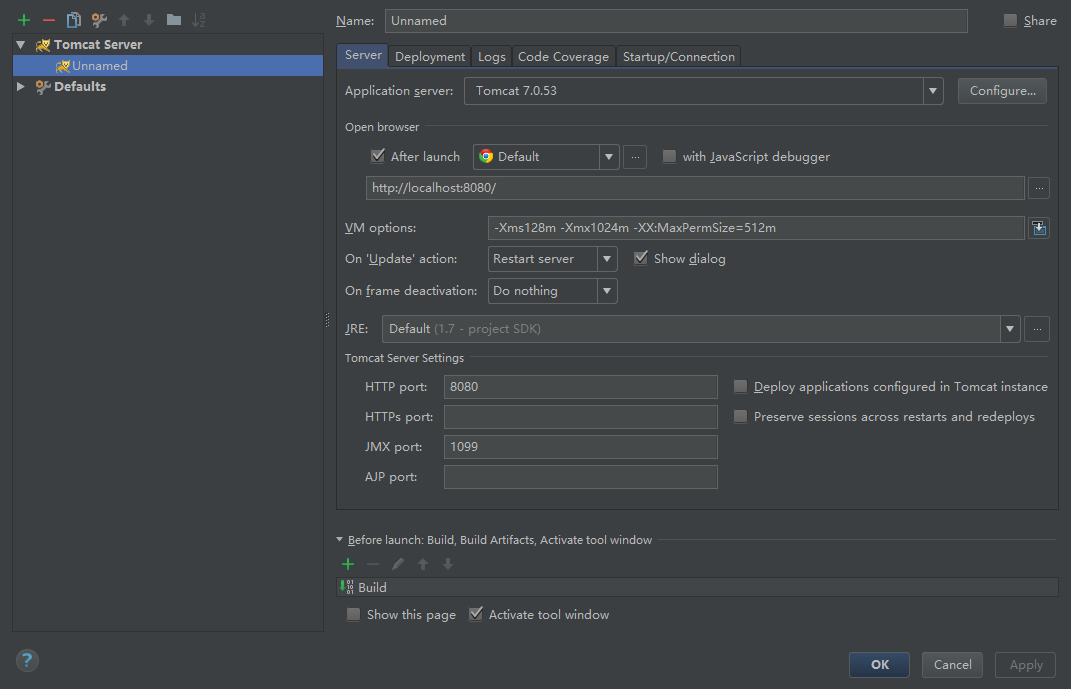 Name: Unnamed Share
Tomcat Server
Unnamed
Defaults
Server Deployment Logs Code Coverage Startup/Connection
Application server: Tomcat 7.0.53 Configure...
Open browser
After launch Default ... with JavaScript debugger
http://localhost:8080/ ...
VM options: -Xms128m -Xmx1024m -XX:MaxPermSize=512m
On 'Update' action: Restart server Show dialog
On frame deactivation: Do nothing
JRE: Default (1.7 - project SDK) ...
Tomcat Server Settings
HTTP port: 8080 Deploy applications configured in Tomcat instance
HTTPs port: Preserve sessions across restarts and redeploys
JMX port: 1099
AJP port:
Before launch: Build, Build Artifacts, Activate tool window
Build
Show this page Activate tool window
? OK Cancel Apply